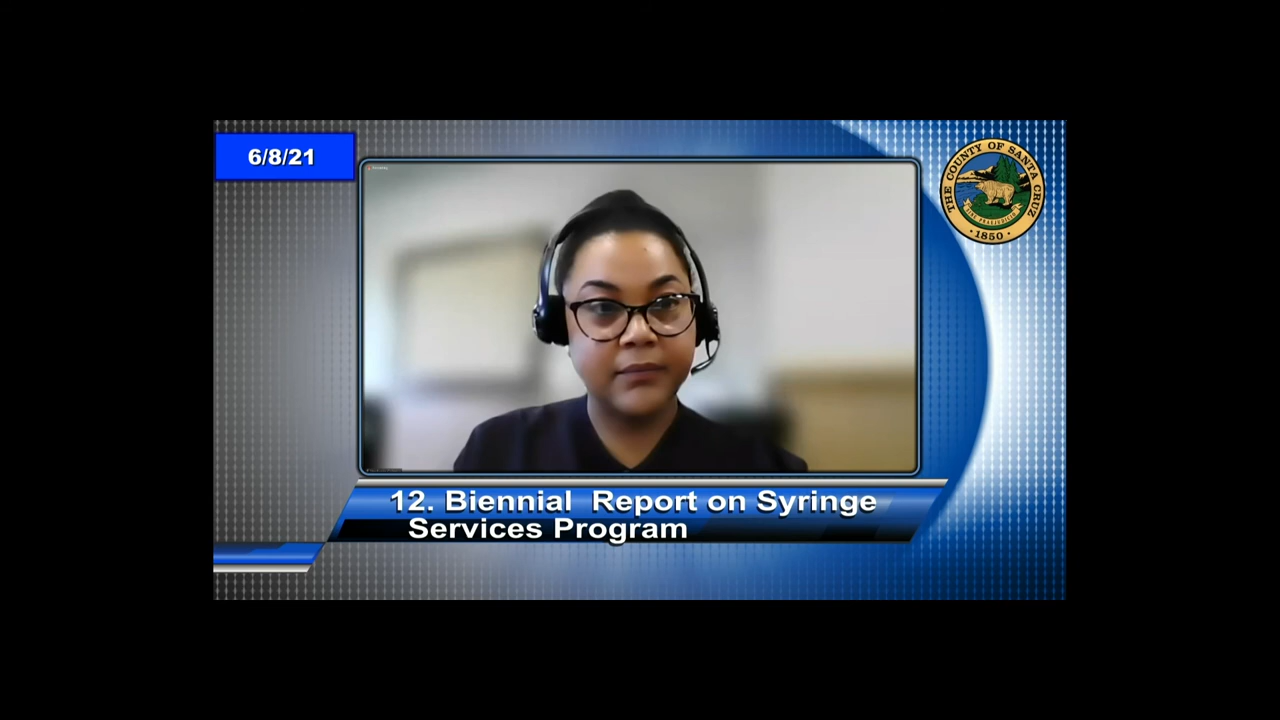 6/8/21
THE COUNTY OF SANTA CRUZ
1850
12. Biennial  Report on Syringe
Services Program